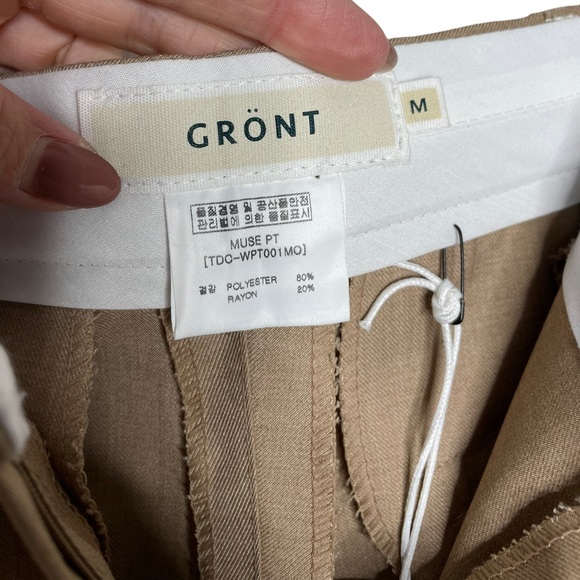 GRÖNT
M
품질경영 및 공산품안전
관리법에 의한 품질표시
MUSE PT
[TDC-WPT001MO]
겉감 POLYESTER 80%
RAYON 20%